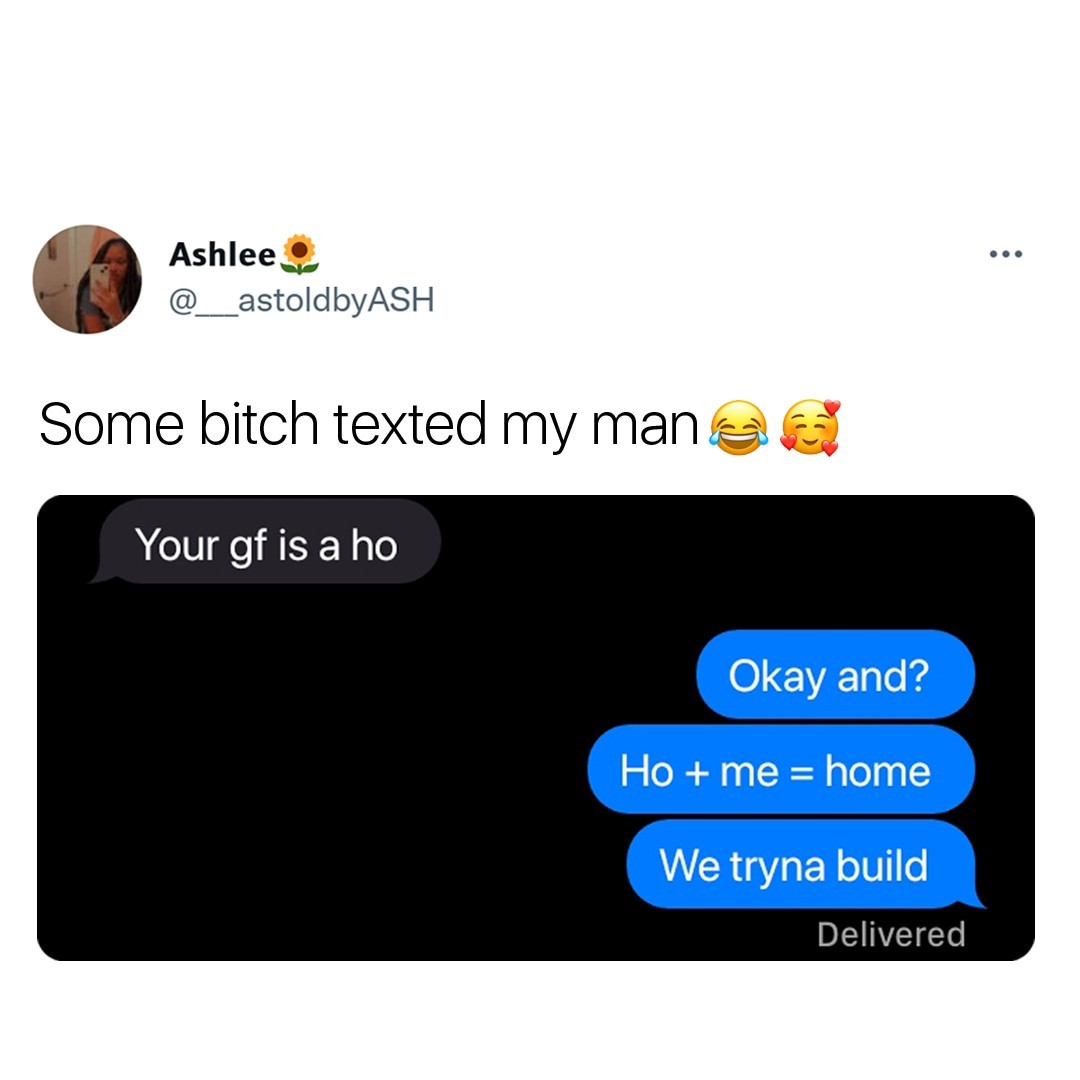 Ashlee🌻
@___astoldbyASH
Some bitch texted my man😂🥰
Your gf is a ho
Okay and?
Ho + me = home
We tryna build
Delivered